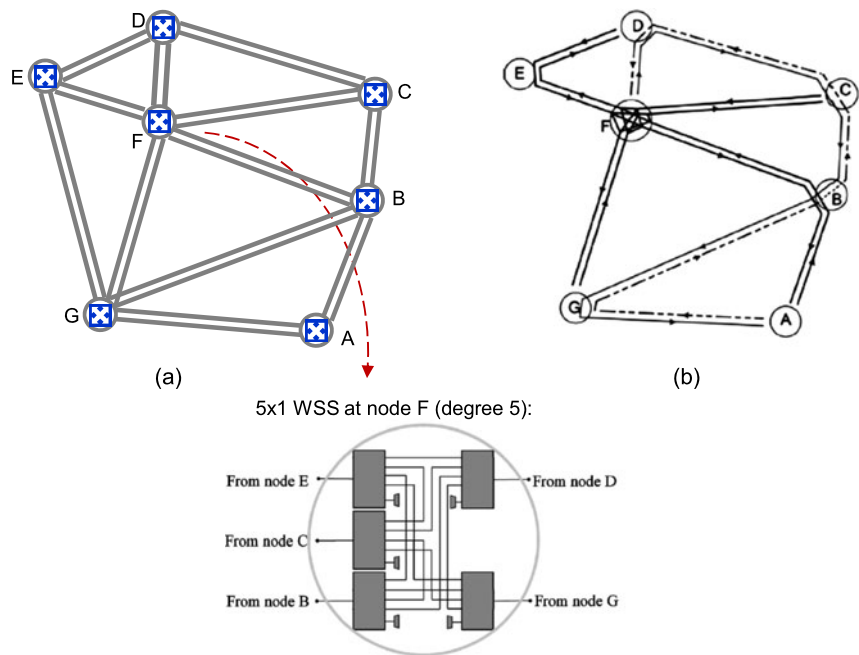 D
E
C
F
B
G
A
(a)
D
E
C
F
B
G
A
(b)
5x1 WSS at node F (degree 5):
From node E
From node D
From node C
From node B
From node G